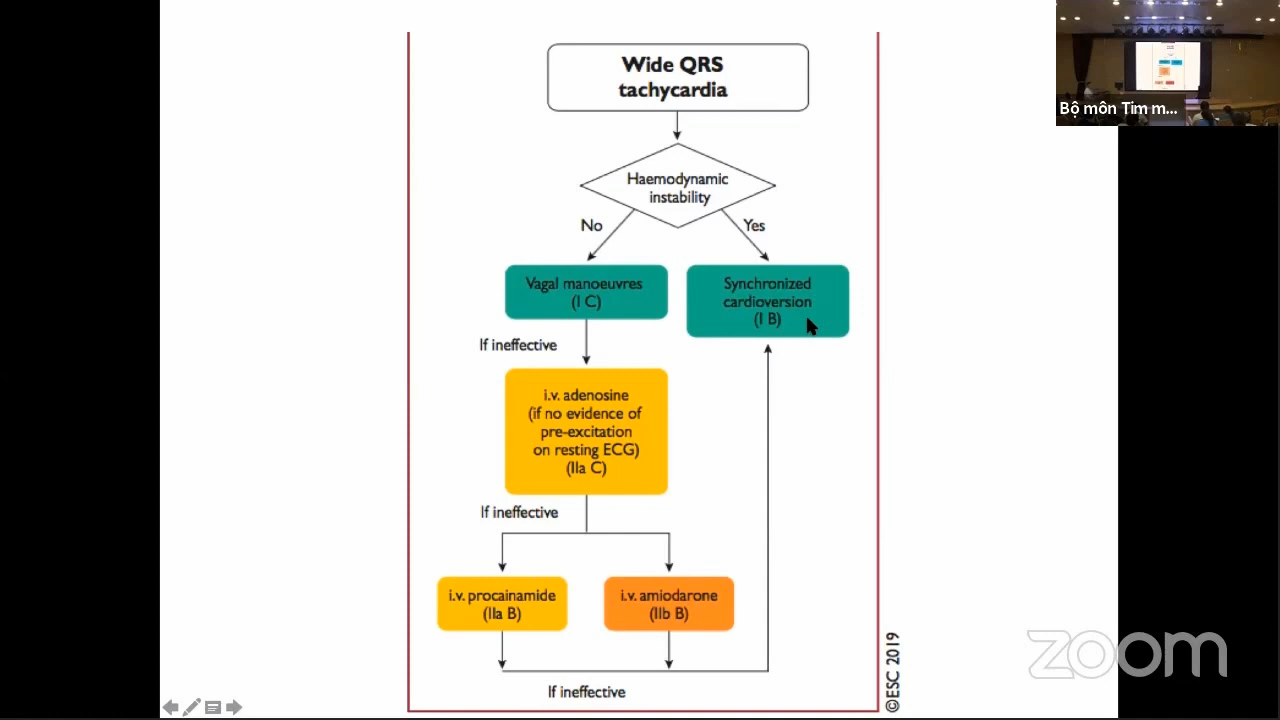 Wide QRS
tachycardia
Haemodynamic
instability
No
Yes
Vagal manoeuvres
(I C)
Synchronized
cardioversion
(I B)
If ineffective
i.v. adenosine
(if no evidence of
pre-excitation
on resting ECG)
(IIa C)
If ineffective
i.v. procainamide
(IIa B)
i.v. amiodarone
(IIb B)
If ineffective
©ESC 2019
Bộ môn Tim m...
zoom